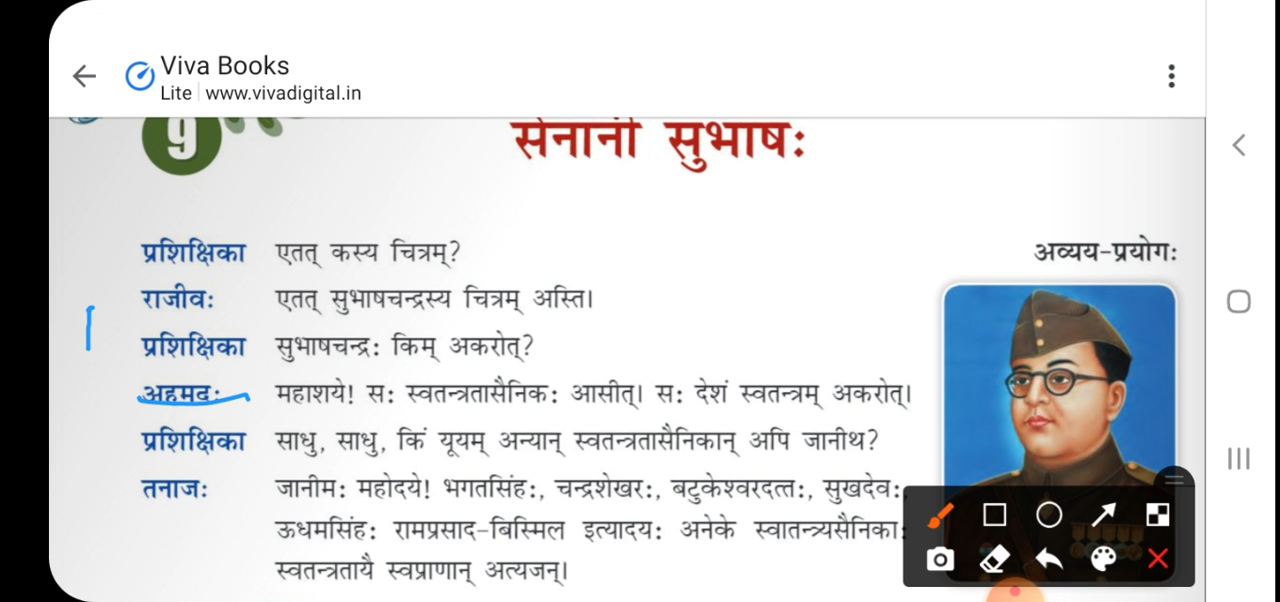 Viva Books
Lite | www.vivadigital.in
9 सेनानी सुभाषः
प्रशिक्षिका एतत् कस्य चित्रम्? अव्यय-प्रयोगः
राजीवः एतत् सुभाषचन्द्रस्य चित्रम् अस्ति।
प्रशिक्षिका सुभाषचन्द्रः किम् अकरोत्?
अहमदः महाशये! सः स्वतन्त्रतासैनिकः आसीत्। सः देशं स्वतन्त्रम् अकरोत्।
प्रशिक्षिका साधु, साधु, किं यूयम् अन्यान् स्वतन्त्रतासैनिकान् अपि जानीथ?
तनाजः जानीमः महोदये! भगतसिंहः, चन्द्रशेखरः, बटुकेश्वरदत्तः, सुखदेवः,
ऊधमसिंहः रामप्रसाद-बिस्मिल इत्यादयः अनेके स्वातन्त्र्यसैनिकाः
स्वतन्त्रतायै स्वप्राणान् अत्यजन्।